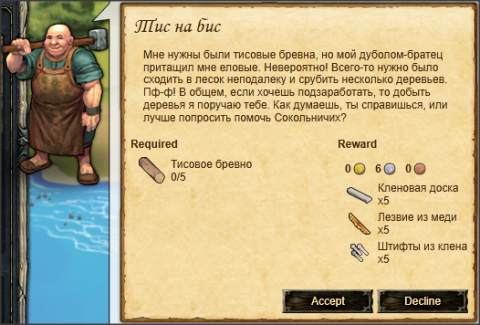 Тис на бис
Мне нужны были тисовые бревна, но мой дуболом-братец
притащил мне еловые. Невероятно! Всего-то нужно было
сходить в лесок неподалеку и срубить несколько деревьев.
Пф-ф! В общем, если хочешь подзаработать, то добыть
деревья я поручаю тебе. Как думаешь, ты справишься, или
лучше попросить помочь Сокольничих?
Required
Тисовое бревно
0/5
Reward
0 6 0
Кленовая доска
x5
Лезвие из меди
x5
Штифты из клена
x5
Accept
Decline